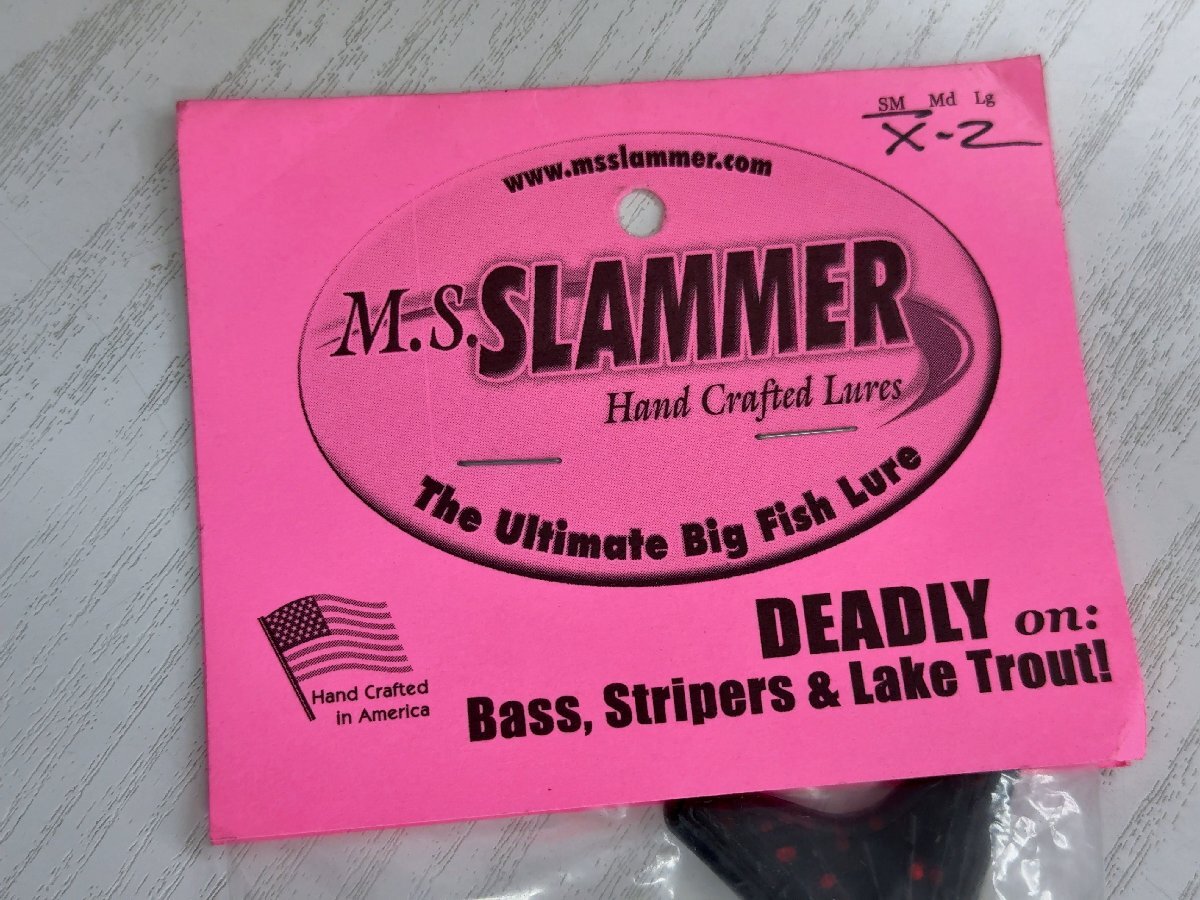 SM Md Lg
X-2
www.msslammer.com
M.S. SLAMMER
Hand Crafted Lures
The Ultimate Big Fish Lure
DEADLY on:
Bass, Stripers & Lake Trout!
Hand Crafted
in America